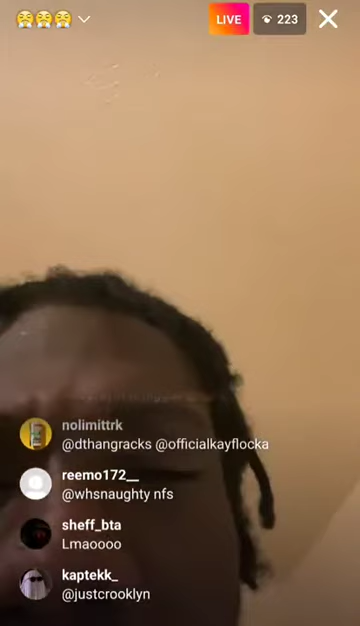 😤😤😤
LIVE
223
nolimittrk
@dthangracks @officialkayflocka
reemo172__
@whsnaughty nfs
sheff_bta
Lmaoooo
kaptekk_
@justcrooklyn